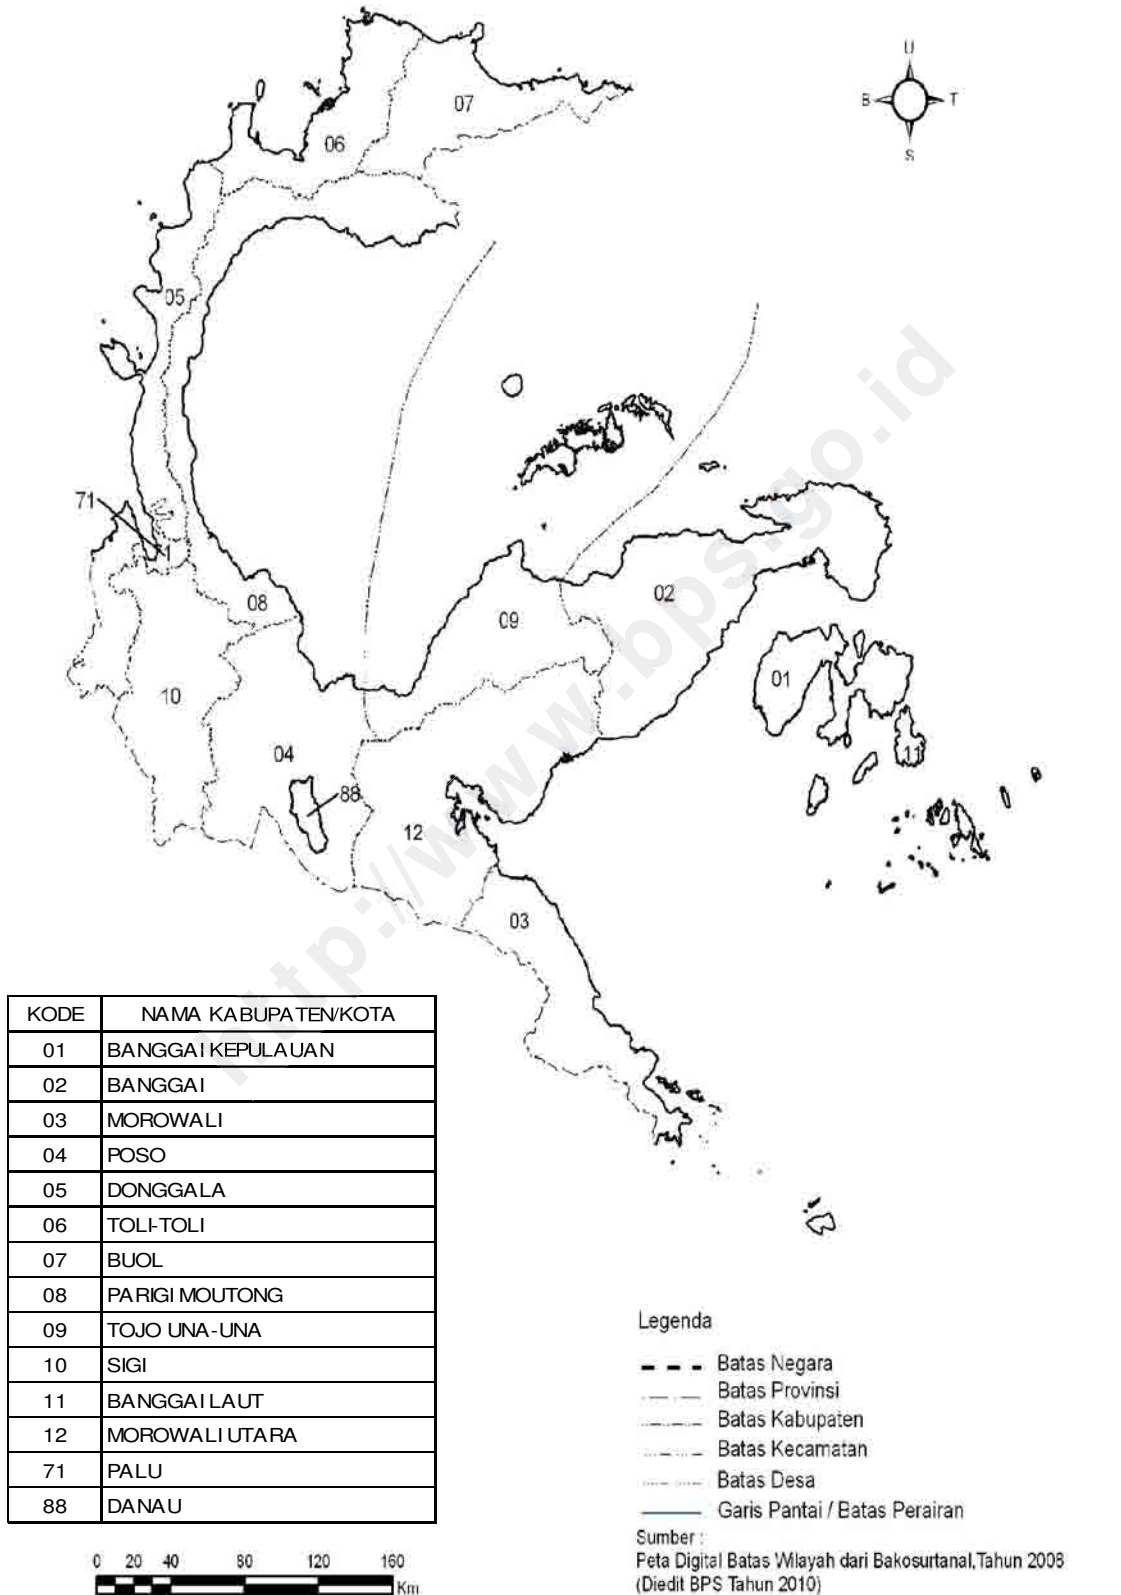 U
B T
S
07
06
05
71
08
09
02
01
10
04
88
11
12
03
http://www.bps.go.id
KODE NAMA KABUPATEN/KOTA
01 BANGGAI KEPULAUAN
02 BANGGAI
03 MOROWALI
04 POSO
05 DONGGALA
06 TOLI-TOLI
07 BUOL
08 PARIGI MOUTONG
09 TOJO UNA-UNA
10 SIGI
11 BANGGAI LAUT
12 MOROWALI UTARA
71 PALU
88 DANAU
0 20 40 80 120 160
Km
Legenda
Batas Negara
Batas Provinsi
Batas Kabupaten
Batas Kecamatan
Batas Desa
Garis Pantai / Batas Perairan
Sumber :
Peta Digital Batas Wilayah dari Bakosurtanal,Tahun 2008
(Diedit BPS Tahun 2010)